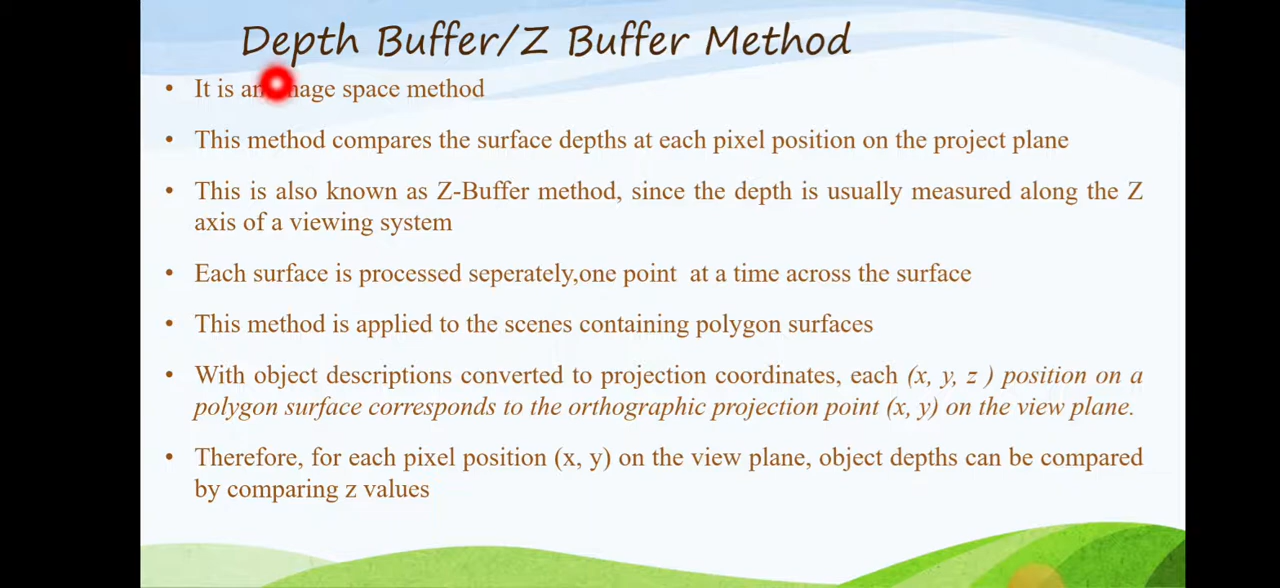 Depth Buffer/Z Buffer Method
• It is an image space method
• This method compares the surface depths at each pixel position on the project plane
• This is also known as Z-Buffer method, since the depth is usually measured along the Z
axis of a viewing system
• Each surface is processed seperately,one point at a time across the surface
• This method is applied to the scenes containing polygon surfaces
• With object descriptions converted to projection coordinates, each (x, y, z ) position on a
polygon surface corresponds to the orthographic projection point (x, y) on the view plane.
• Therefore, for each pixel position (x, y) on the view plane, object depths can be compared
by comparing z values